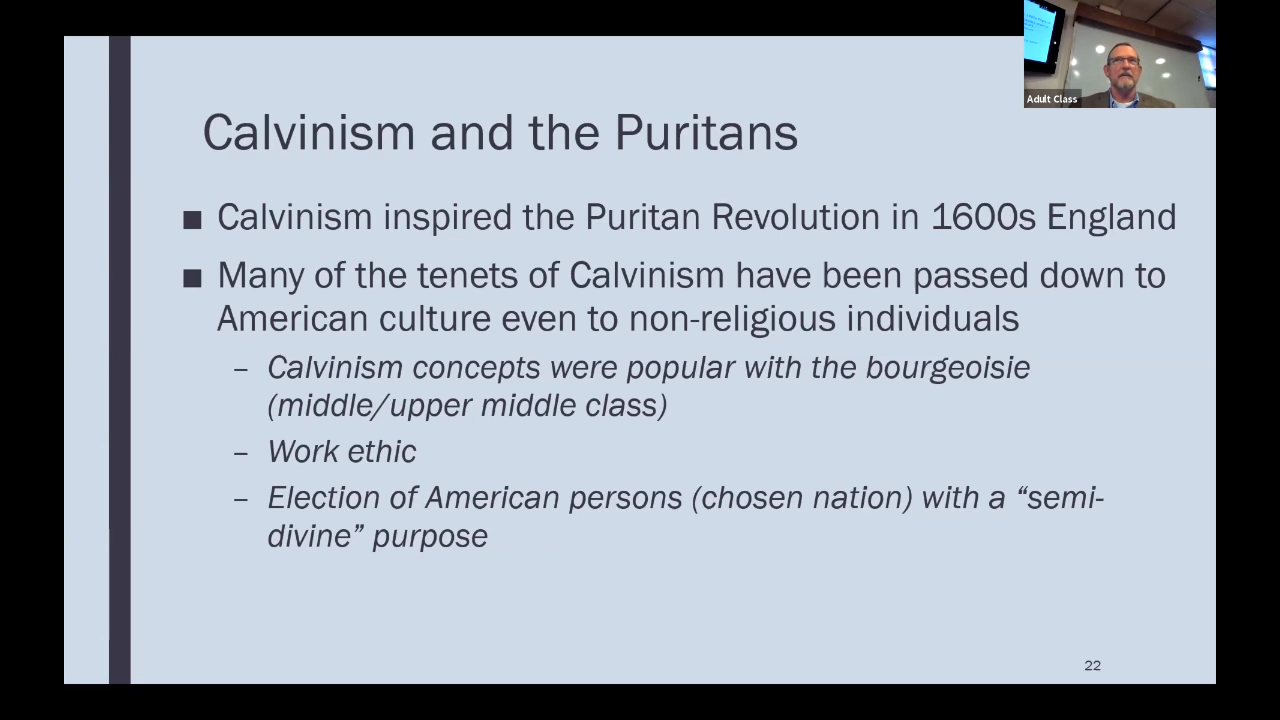 Adult Class
Calvinism and the Puritans
■ Calvinism inspired the Puritan Revolution in 1600s England
■ Many of the tenets of Calvinism have been passed down to
American culture even to non-religious individuals
– Calvinism concepts were popular with the bourgeoisie
(middle/upper middle class)
– Work ethic
– Election of American persons (chosen nation) with a “semi-
divine” purpose
22